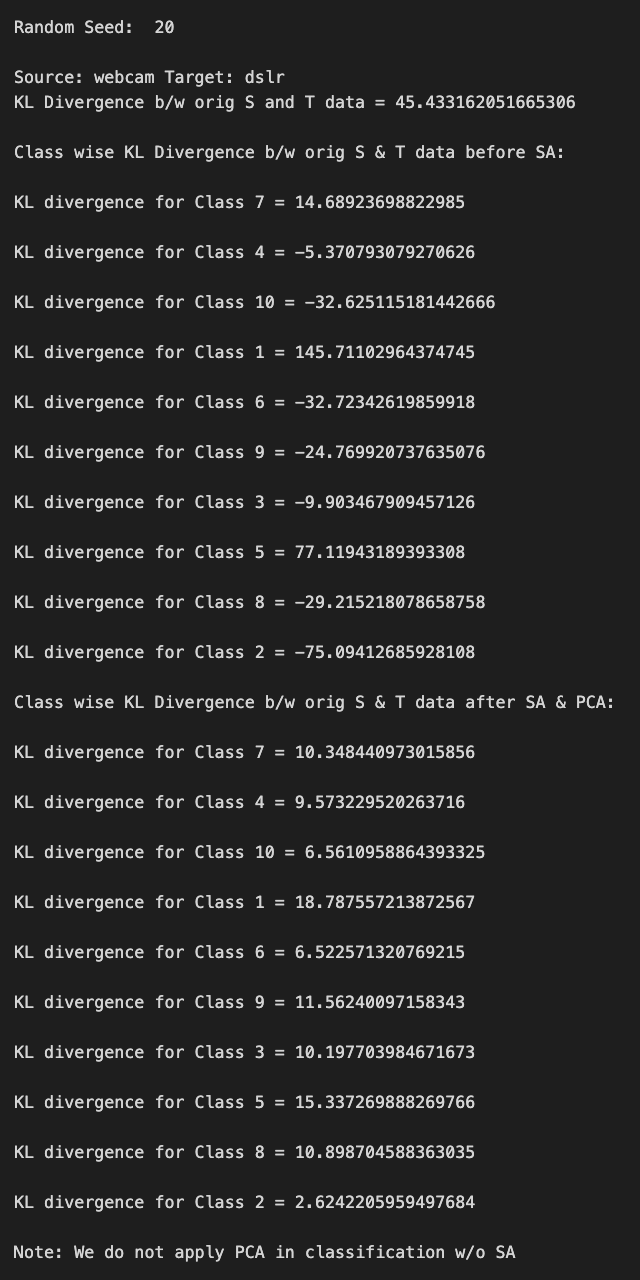 Random Seed:  20
Source: webcam Target: dslr
KL Divergence b/w orig S and T data = 45.433162051665306
Class wise KL Divergence b/w orig S & T data before SA:
KL divergence for Class 7 = 14.68923698822985
KL divergence for Class 4 = -5.370793079270626
KL divergence for Class 10 = -32.625115181442666
KL divergence for Class 1 = 145.71102964374745
KL divergence for Class 6 = -32.72342619859918
KL divergence for Class 9 = -24.769920737635076
KL divergence for Class 3 = -9.903467909457126
KL divergence for Class 5 = 77.11943189393308
KL divergence for Class 8 = -29.215218078658758
KL divergence for Class 2 = -75.09412685928108
Class wise KL Divergence b/w orig S & T data after SA & PCA:
KL divergence for Class 7 = 10.348440973015856
KL divergence for Class 4 = 9.573229520263716
KL divergence for Class 10 = 6.5610958864393325
KL divergence for Class 1 = 18.787557213872567
KL divergence for Class 6 = 6.522571320769215
KL divergence for Class 9 = 11.56240097158343
KL divergence for Class 3 = 10.197703984671673
KL divergence for Class 5 = 15.337269888269766
KL divergence for Class 8 = 10.898704588363035
KL divergence for Class 2 = 2.6242205959497684
Note: We do not apply PCA in classification w/o SA